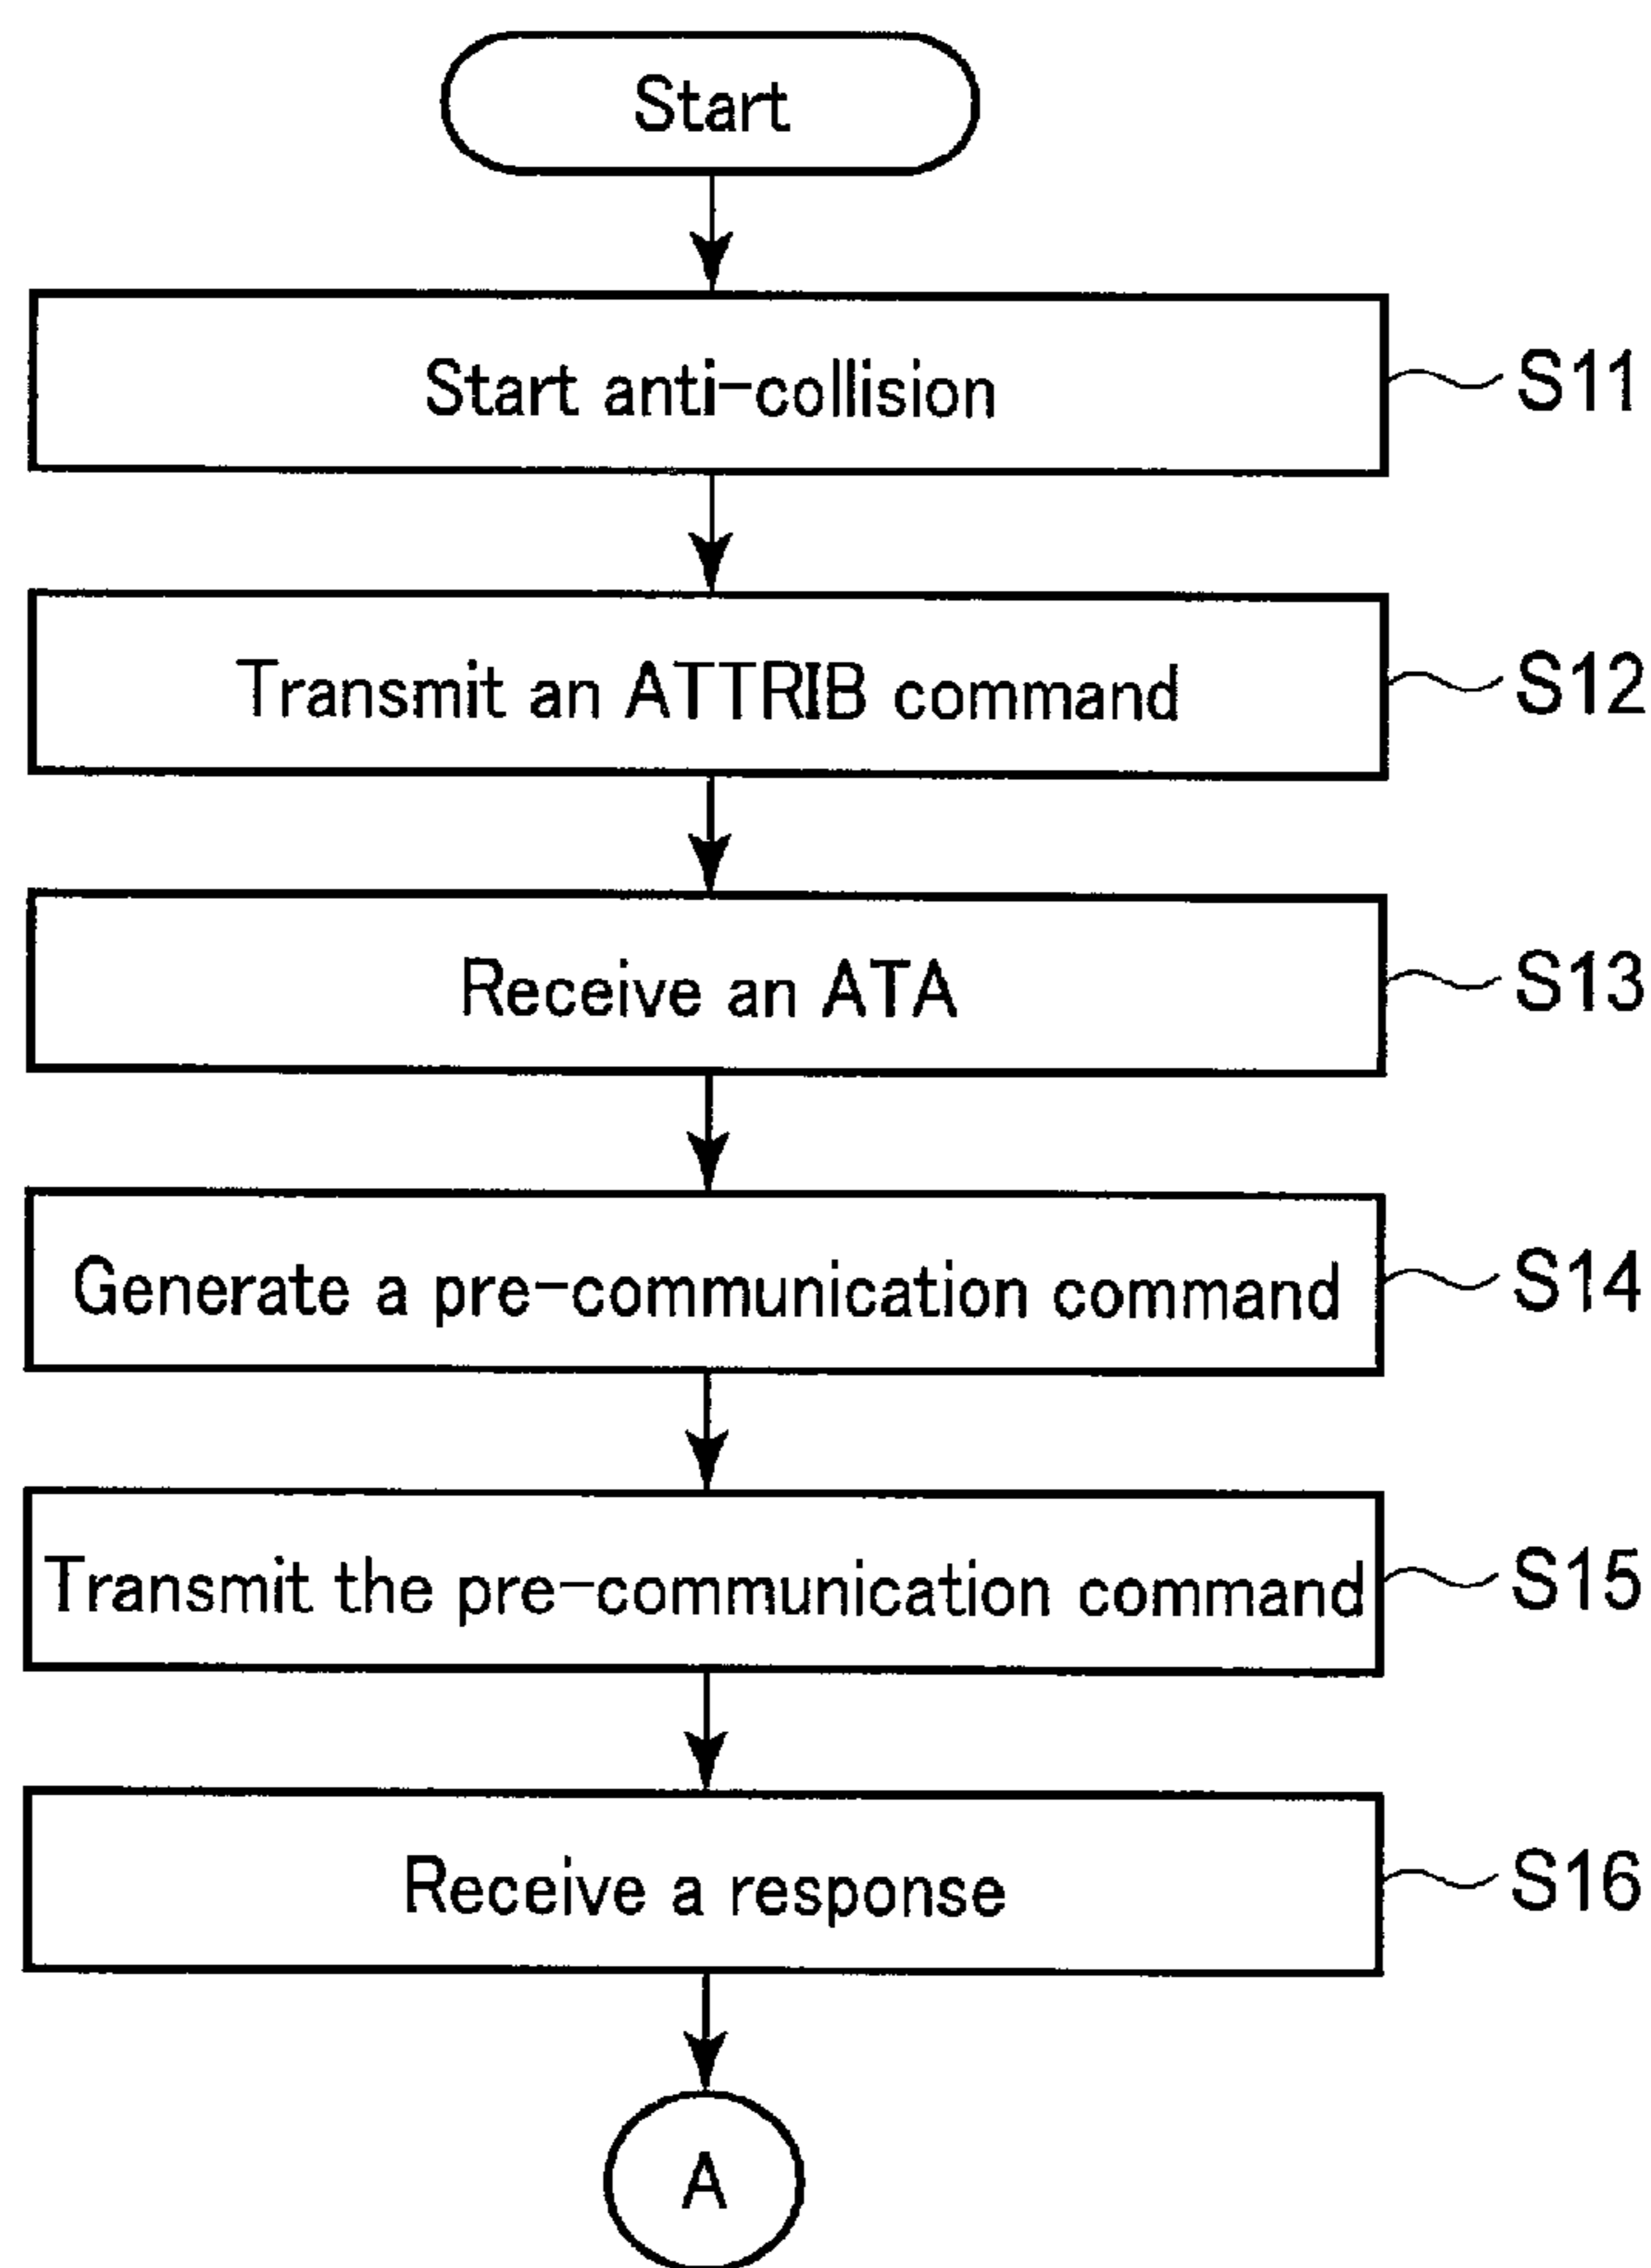 Start
Start anti-collision
S11
Transmit an ATTRIB command
S12
Receive an ATA
S13
Generate a pre-communication command
S14
Transmit the pre-communication command
S15
Receive a response
S16
A